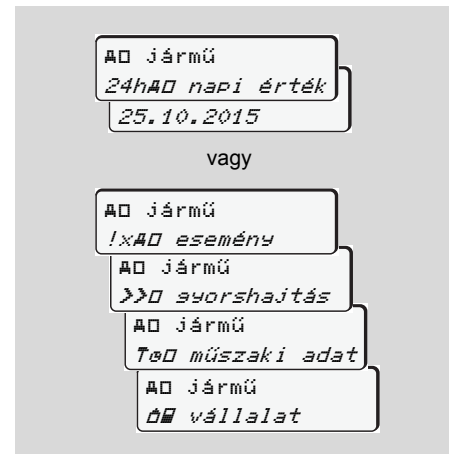 A□ jármű
24hA□ napi érték
25.10.2015
vagy
A□ jármű
!xA□ esemény
A□ jármű
>>□ gyorshajtás
A□ jármű
T⊙□ műszaki adat
A□ jármű
vállalat